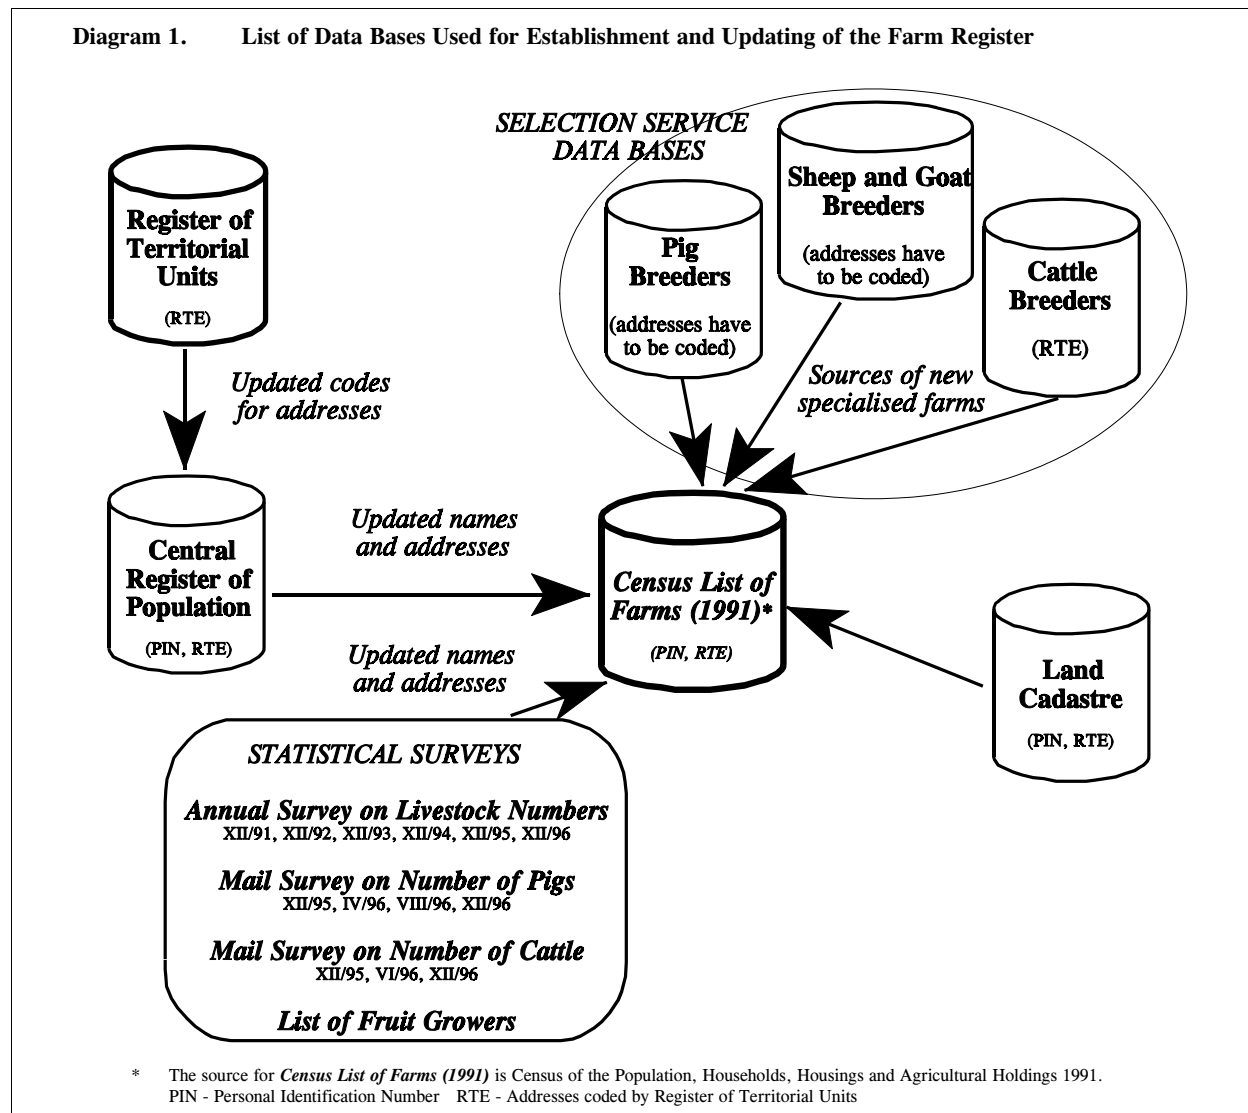 Diagram 1. List of Data Bases Used for Establishment and Updating of the Farm Register
SELECTION SERVICE
DATA BASES
Register of
Territorial
Units
(RTE)
Pig
Breeders
(addresses have
to be coded)
Sheep and Goat
Breeders
(addresses have
to be coded)
Cattle
Breeders
(RTE)
Updated codes
for addresses
Sources of new
specialised farms
Central
Register of
Population
(PIN, RTE)
Updated names
and addresses
Census List of
Farms (1991)*
(PIN, RTE)
Land
Cadastre
(PIN, RTE)
Updated names
and addresses
STATISTICAL SURVEYS
Annual Survey on Livestock Numbers
XII/91, XII/92, XII/93, XII/94, XII/95, XII/96
Mail Survey on Number of Pigs
XII/95, IV/96, VIII/96, XII/96
Mail Survey on Number of Cattle
XII/95, VI/96, XII/96
List of Fruit Growers
* The source for Census List of Farms (1991) is Census of the Population, Households, Housings and Agricultural Holdings 1991.
PIN - Personal Identification Number RTE - Addresses coded by Register of Territorial Units